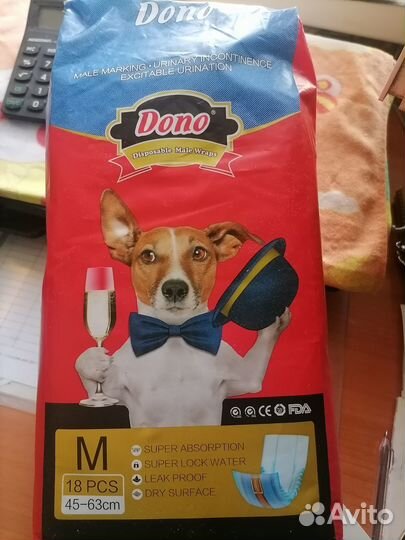 Dono
MALE MARKING · URINARY INCONTINENCE
EXCITABLE URINATION
Dono®
Disposable Male Wraps
CE FDA
M
18 PCS
45-63cm
SUPER ABSORPTION
SUPER LOCK WATER
LEAK PROOF
DRY SURFACE
Avito